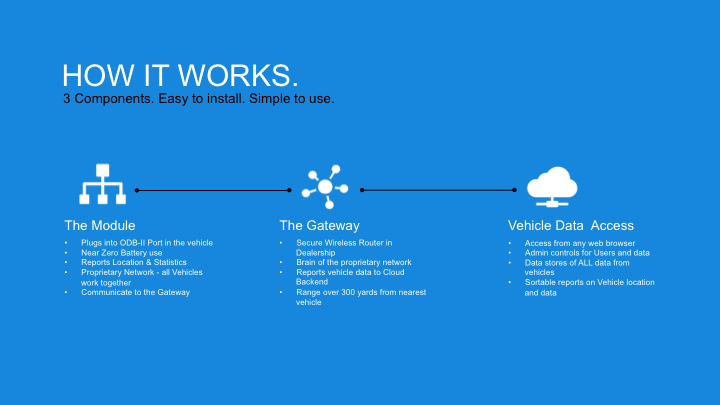 HOW IT WORKS.
3 Components. Easy to install. Simple to use.
The Module
• Plugs into ODB-II Port in the vehicle
• Near Zero Battery use
• Reports Location & Statistics
• Proprietary Network - all Vehicles
work together
• Communicate to the Gateway
The Gateway
• Secure Wireless Router in
Dealership
• Brain of the proprietary network
• Reports vehicle data to Cloud
Backend
• Range over 300 yards from nearest
vehicle
Vehicle Data  Access
• Access from any web browser
• Admin controls for Users and data
• Data stores of ALL data from
vehicles
• Sortable reports on Vehicle location
and data